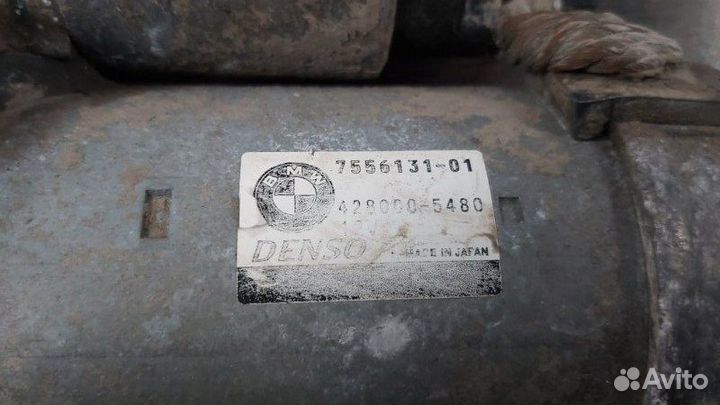 7556131-01
BMW
428000-5480
DENSO
MADE IN JAPAN
Avito